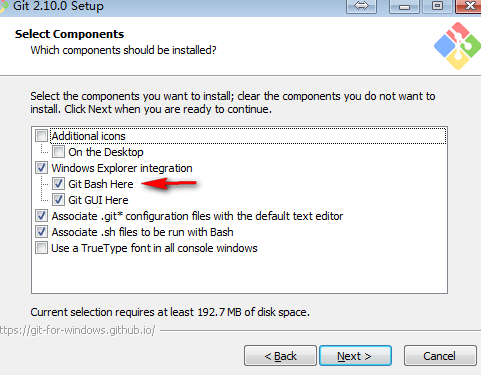 Git 2.10.0 Setup
Select Components
Which components should be installed?
Select the components you want to install; clear the components you do not want to
install. Click Next when you are ready to continue.
Additional icons
On the Desktop
Windows Explorer integration
Git Bash Here
Git GUI Here
Associate .git* configuration files with the default text editor
Associate .sh files to be run with Bash
Use a TrueType font in all console windows
Current selection requires at least 192.7 MB of disk space.
ttps://git-for-windows.github.io/
< Back
Next >
Cancel